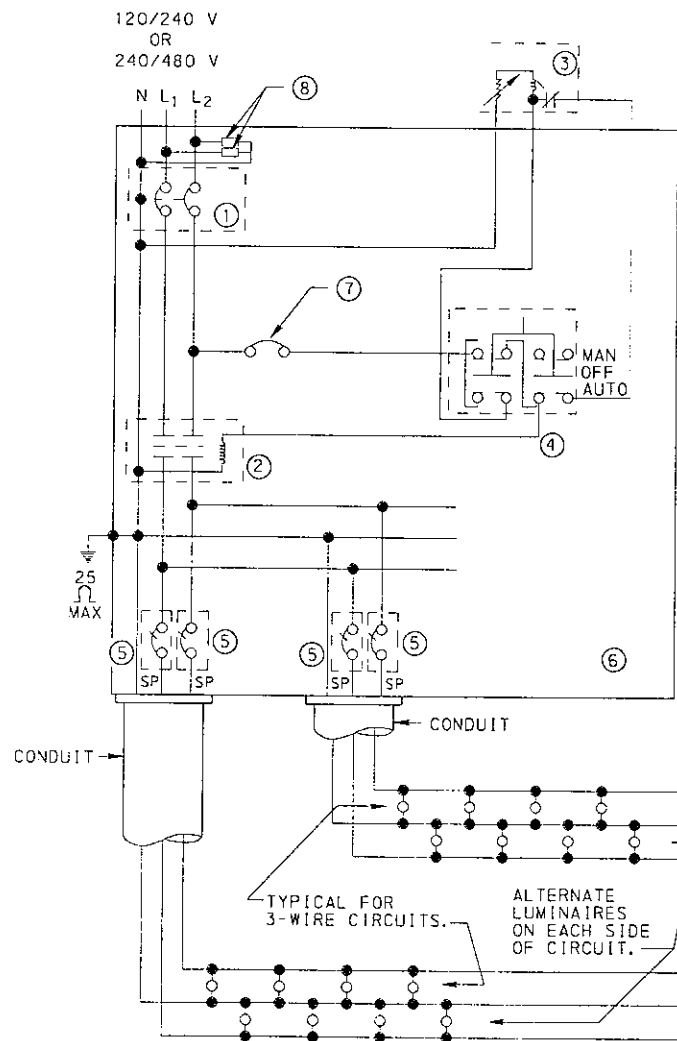 120/240 V
OR
240/480 V
N L1 L2
8
3
1
7
MAN
OFF
AUTO
4
2
25
Ω
MAX
5
5
5
5
6
SP
SP
SP
SP
CONDUIT
CONDUIT
TYPICAL FOR
3-WIRE CIRCUITS.
ALTERNATE
LUMINAIRES
ON EACH SIDE
OF CIRCUIT.